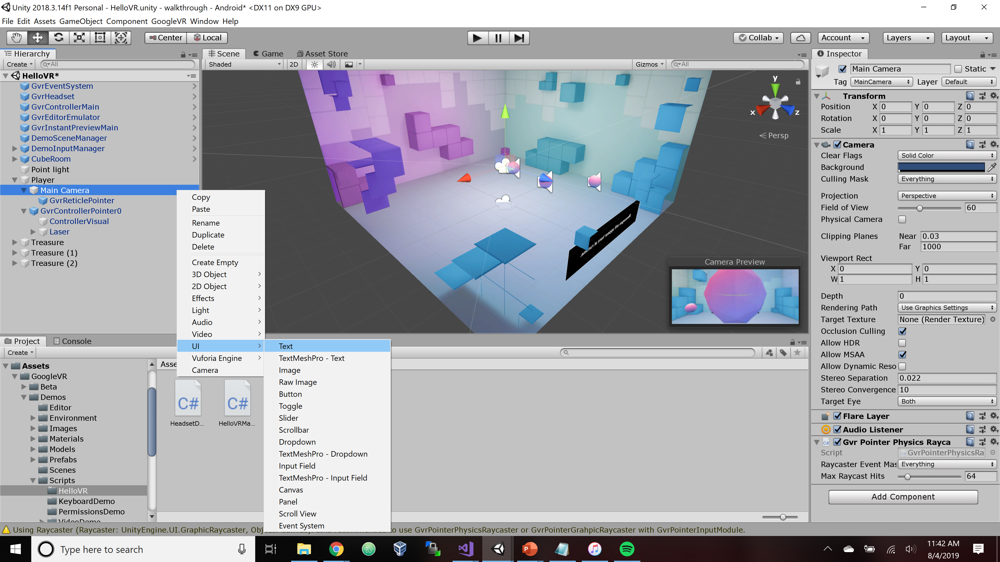 Unity 2018.3.14f1 Personal - HelloVR.unity - walkthrough - Android* <DX11 on DX9 GPU>
File Edit Assets GameObject Component GoogleVR Window Help
Center Local
Collab Account Layers Layout
Hierarchy
Create All
HelloVR*
GvrEventSystem
GvrHeadset
GvrControllerMain
GvrEditorEmulator
GvrInstantPreviewMain
DemoSceneManager
DemoInputManager
CubeRoom
Point light
Player
Main Camera
GvrReticlePointer
GvrControllerPointer0
ControllerVisual
Laser
Treasure
Treasure (1)
Treasure (2)
Scene Game Asset Store
Shaded 2D Gizmos All
y
x z
Persp
Messages will appear here at runtime.
Camera Preview
Copy
Paste
Rename
Duplicate
Delete
Create Empty
3D Object
2D Object
Effects
Light
Audio
Video
UI
Vuforia Engine
Camera
Text
TextMeshPro - Text
Image
Raw Image
Button
Toggle
Slider
Scrollbar
Dropdown
TextMeshPro - Dropdown
Input Field
TextMeshPro - Input Field
Canvas
Panel
Scroll View
Event System
Project Console
Create
Assets
GoogleVR
Beta
Demos
Editor
Environment
Images
Materials
Models
Prefabs
Scenes
Scripts
HelloVR
KeyboardDemo
PermissionsDemo
VideoDemo
Asse
C# C#
HeadsetD... HelloVRMa...
Inspector
Main Camera Static
Tag MainCamera Layer Default
Transform
Position X 0 Y 0 Z 0
Rotation X 0 Y 0 Z 0
Scale X 1 Y 1 Z 1
Camera
Clear Flags Solid Color
Background
Culling Mask Everything
Projection Perspective
Field of View 60
Physical Camera
Clipping Planes Near 0.03
Far 1000
Viewport Rect
X 0 Y 0
W 1 H 1
Depth 0
Rendering Path Use Graphics Settings
Target Texture None (Render Texture)
Occlusion Culling
Allow HDR
Allow MSAA
Allow Dynamic Reso
Stereo Separation 0.022
Stereo Convergence 10
Target Eye Both
Flare Layer
Audio Listener
C# Gvr Pointer Physics Rayca
Script GvrPointerPhysicsRa
Raycaster Event Mas Everything
Max Raycast Hits 64
Add Component
Using Raycaster (Raycaster: UnityEngine.UI.GraphicRaycaster, Obj to use GvrPointerPhysicsRaycaster or GvrPointerGrahpicRaycaster with GvrPointerInputModule.
Type here to search
11:42 AM
8/4/2019